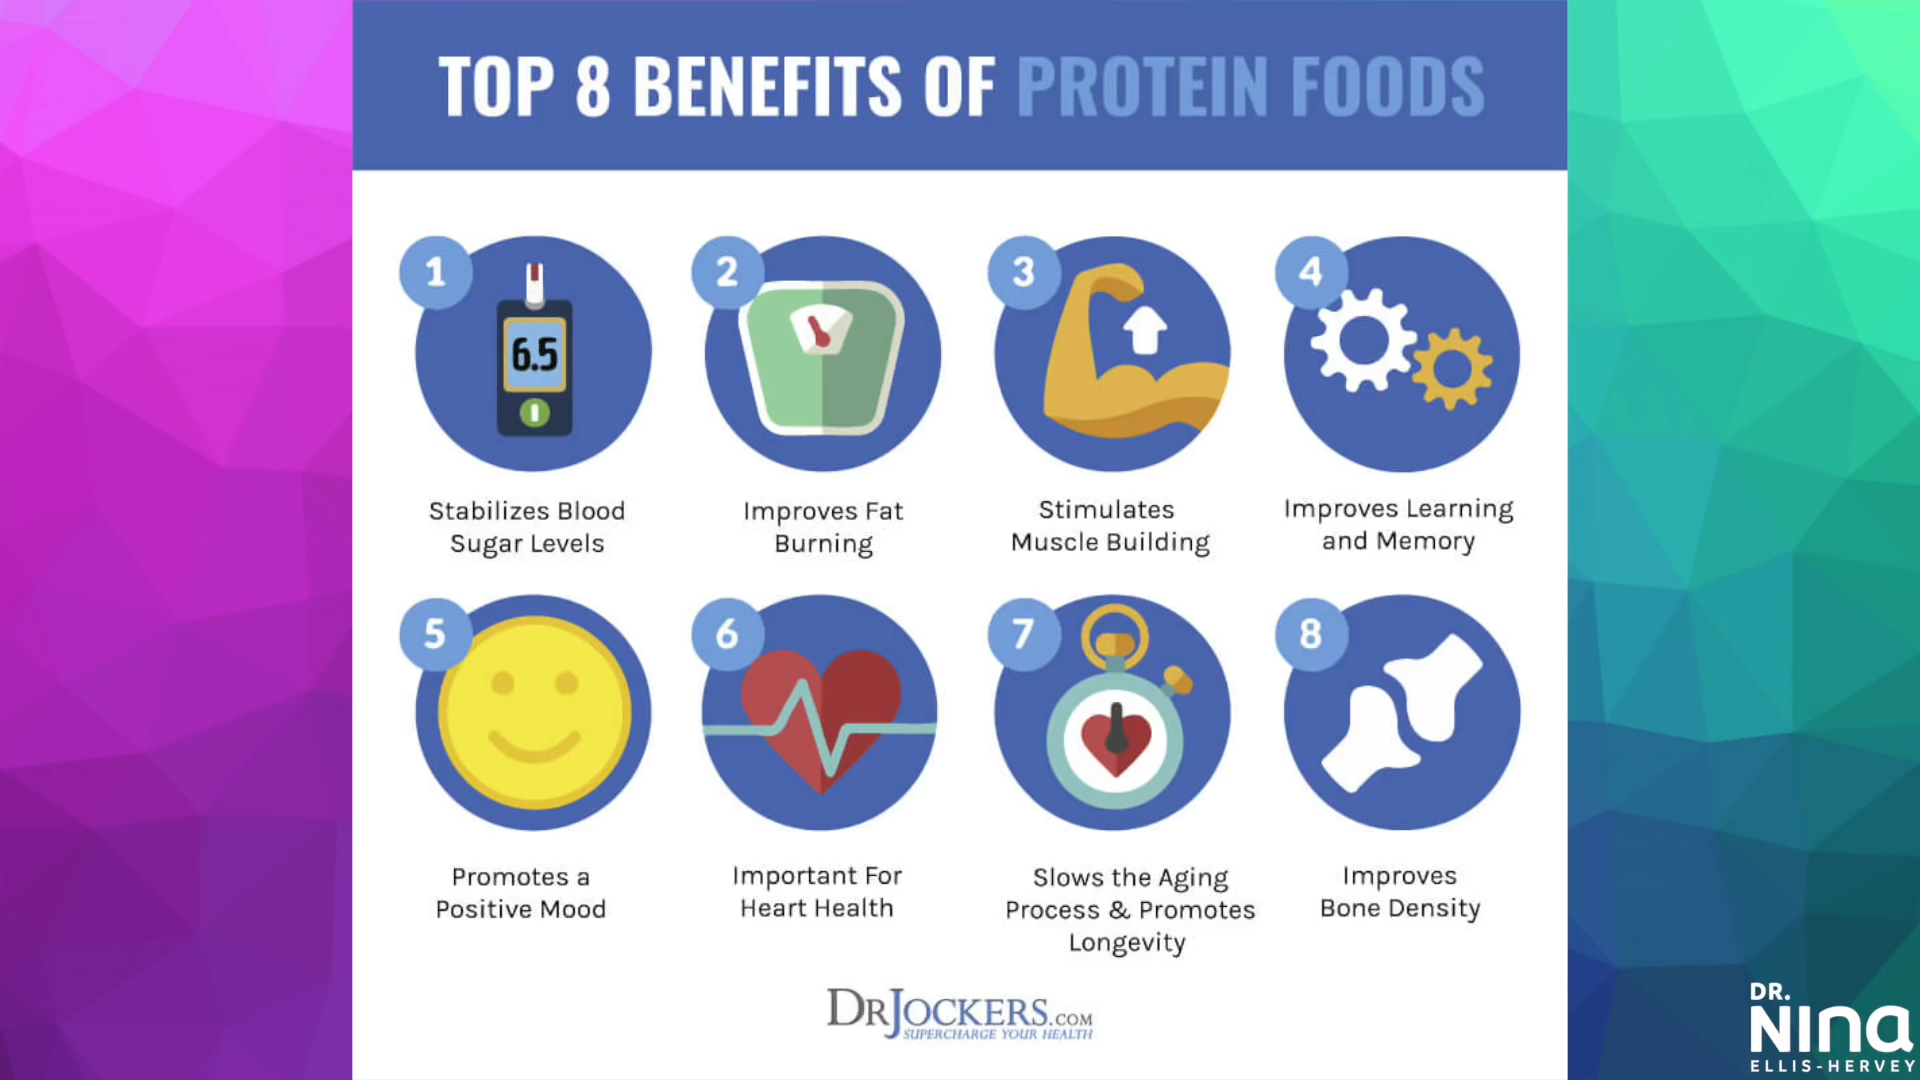 TOP 8 BENEFITS OF PROTEIN FOODS
1
6.5
Stabilizes Blood
Sugar Levels
2
Improves Fat
Burning
3
Stimulates
Muscle Building
4
Improves Learning
and Memory
5
Promotes a
Positive Mood
6
Important For
Heart Health
7
Slows the Aging
Process & Promotes
Longevity
8
Improves
Bone Density
DRJOCKERS.COM
SUPERCHARGE YOUR HEALTH
DR.
Nina
ELLIS-HERVEY